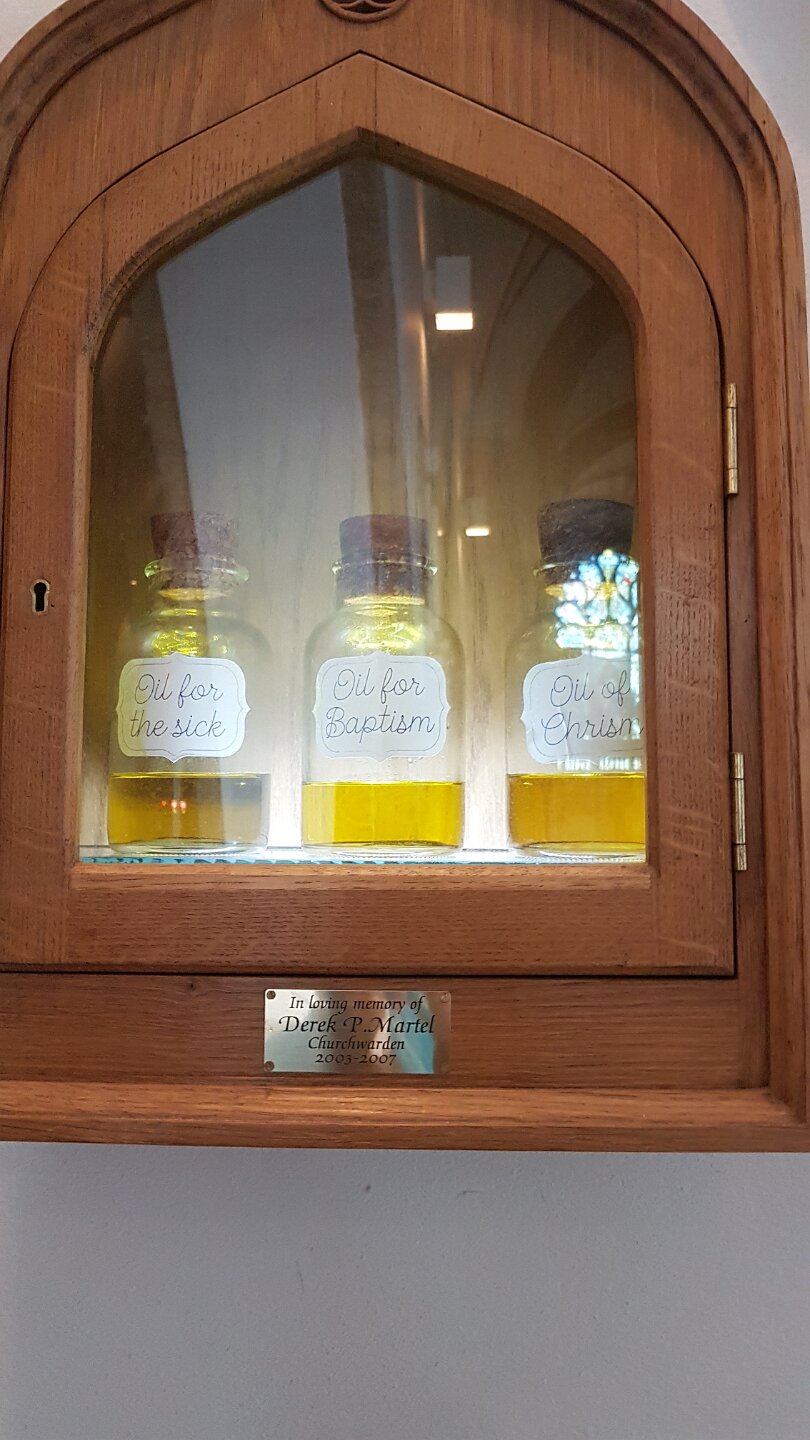 Oil for
the sick
Oil for
Baptism
Oil of
Chrism
In loving memory of
Derek P.Martel
Churchwarden
2003-2007